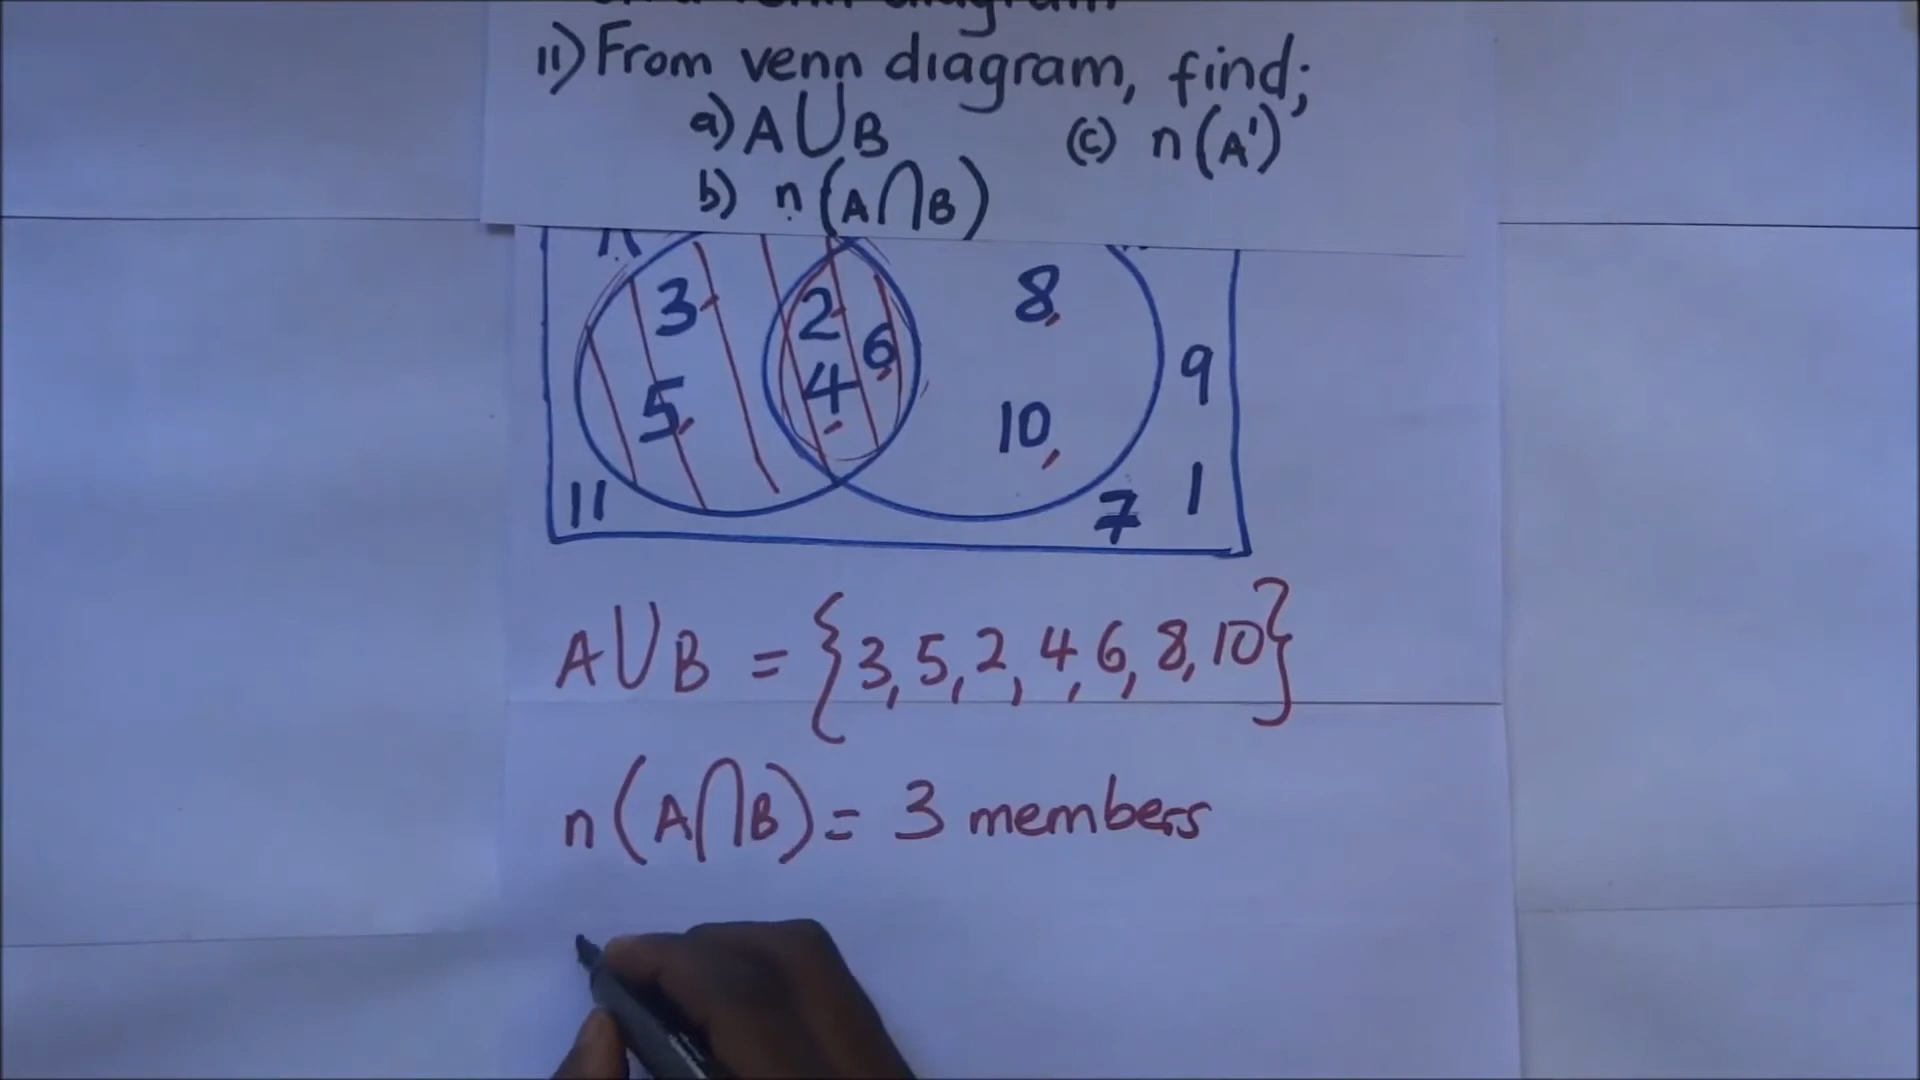 11) From venn diagram, find;
a) A⋃B (c) n(A')
b) n(A⋂B)
3 2 8
6 9
5 4 10
11 7 1
A⋃B = {3, 5, 2, 4, 6, 8, 10}
n(A⋂B) = 3 members